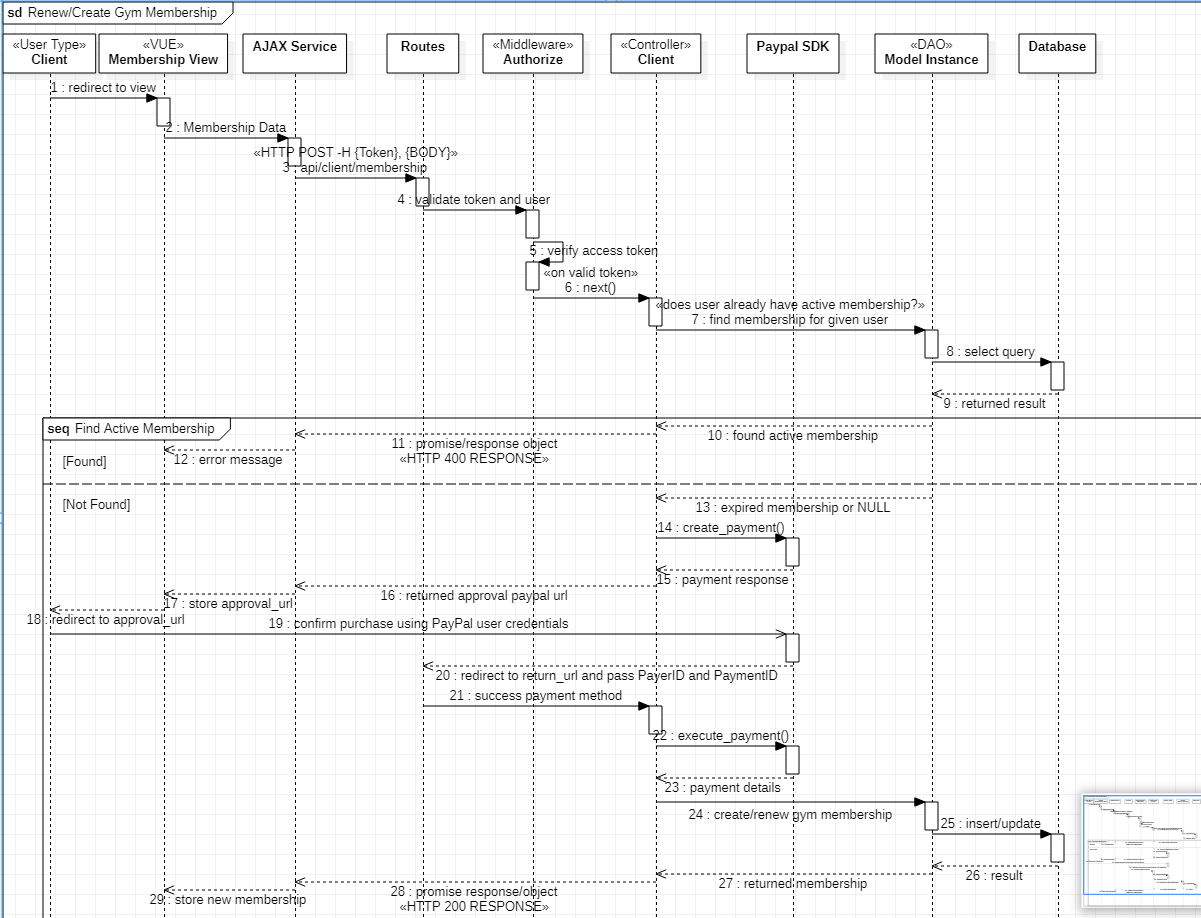 sd Renew/Create Gym Membership
«User Type»
Client
«VUE»
Membership View
AJAX Service
Routes
«Middleware»
Authorize
«Controller»
Client
Paypal SDK
«DAO»
Model Instance
Database
1 : redirect to view
2 : Membership Data
«HTTP POST -H {Token}, {BODY}»
3 : api/client/membership
4 : validate token and user
5 : verify access token
«on valid token»
6 : next()
«does user already have active membership?»
7 : find membership for given user
8 : select query
9 : returned result
seq Find Active Membership
10 : found active membership
11 : promise/response object
«HTTP 400 RESPONSE»
12 : error message
[Found]
[Not Found]
13 : expired membership or NULL
14 : create_payment()
15 : payment response
16 : returned approval paypal url
17 : store approval_url
18 : redirect to approval_url
19 : confirm purchase using PayPal user credentials
20 : redirect to return_url and pass PayerID and PaymentID
21 : success payment method
22 : execute_payment()
23 : payment details
24 : create/renew gym membership
25 : insert/update
26 : result
27 : returned membership
28 : promise response/object
«HTTP 200 RESPONSE»
29 : store new membership